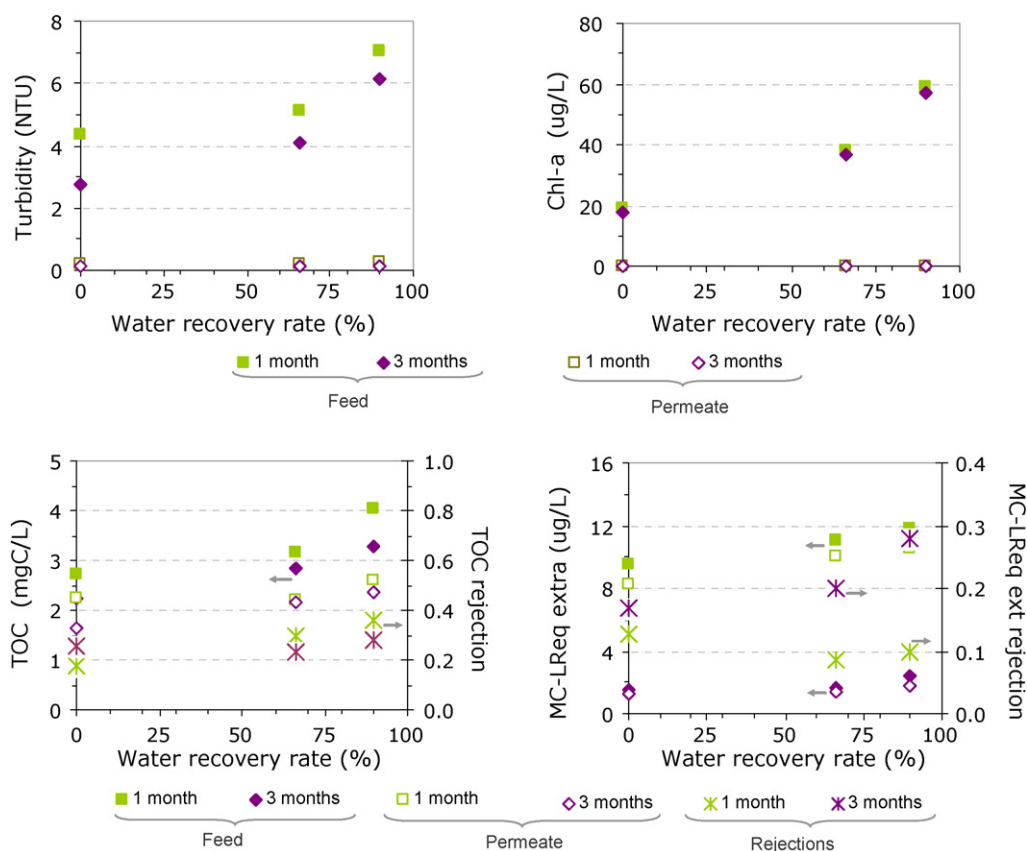 8
6
4
2
0
Turbidity (NTU)
0 25 50 75 100
Water recovery rate (%)
80
60
40
20
0
Chl-a (ug/L)
0 25 50 75 100
Water recovery rate (%)
1 month 3 months
Feed
1 month 3 months
Permeate
5
4
3
2
1
0
TOC (mgC/L)
1.0
0.8
0.6
0.4
0.2
0.0
TOC rejection
0 25 50 75 100
Water recovery rate (%)
16
12
8
4
0
MC-LReq extra (ug/L)
0.4
0.3
0.2
0.1
0.0
MC-LReq ext rejection
0 25 50 75 100
Water recovery rate (%)
1 month 3 months
Feed
1 month 3 months
Permeate
1 month 3 months
Rejections